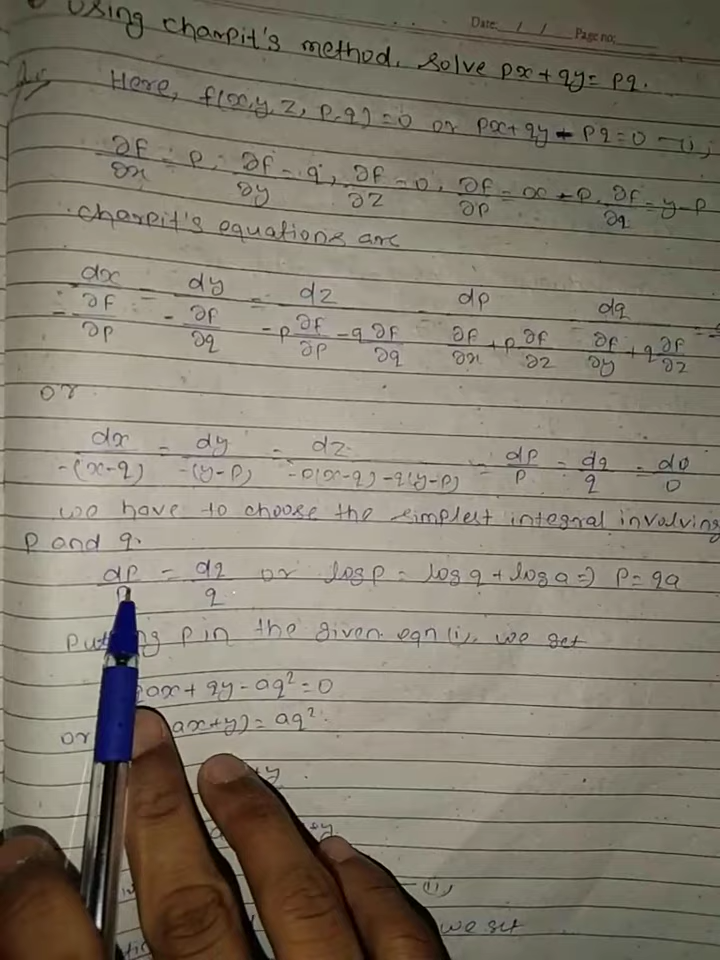 Date: / / Page no:
Using charpit's method, solve px + qy = pq.
Here, f(x, y, z, p, q) = 0 or px + qy - pq = 0 —(i)
∂f/∂x = p, ∂f/∂y = q, ∂f/∂z = 0, ∂f/∂p = x - p, ∂f/∂q = y - p
charpit's equations are
dx/(-∂f/∂p) = dy/(-∂f/∂q) = dz/(-p ∂f/∂p - q ∂f/∂q) = dp/(∂f/∂x + p ∂f/∂z) = dq/(∂f/∂y + q ∂f/∂z) =
or
dx/-(x-q) = dy/-(y-p) = dz/-p(x-q)-q(y-p) = dp/p = dq/q = d0/0
we have to choose the simplest integral involving
p and q.
dp/p = dq/q or log p = log q + log a ⇒ p = qa
Putting p in the given eqn (i), we get
ax + qy - aq² = 0
or ax+y) = aq²
+y
y
—(ii)
we get